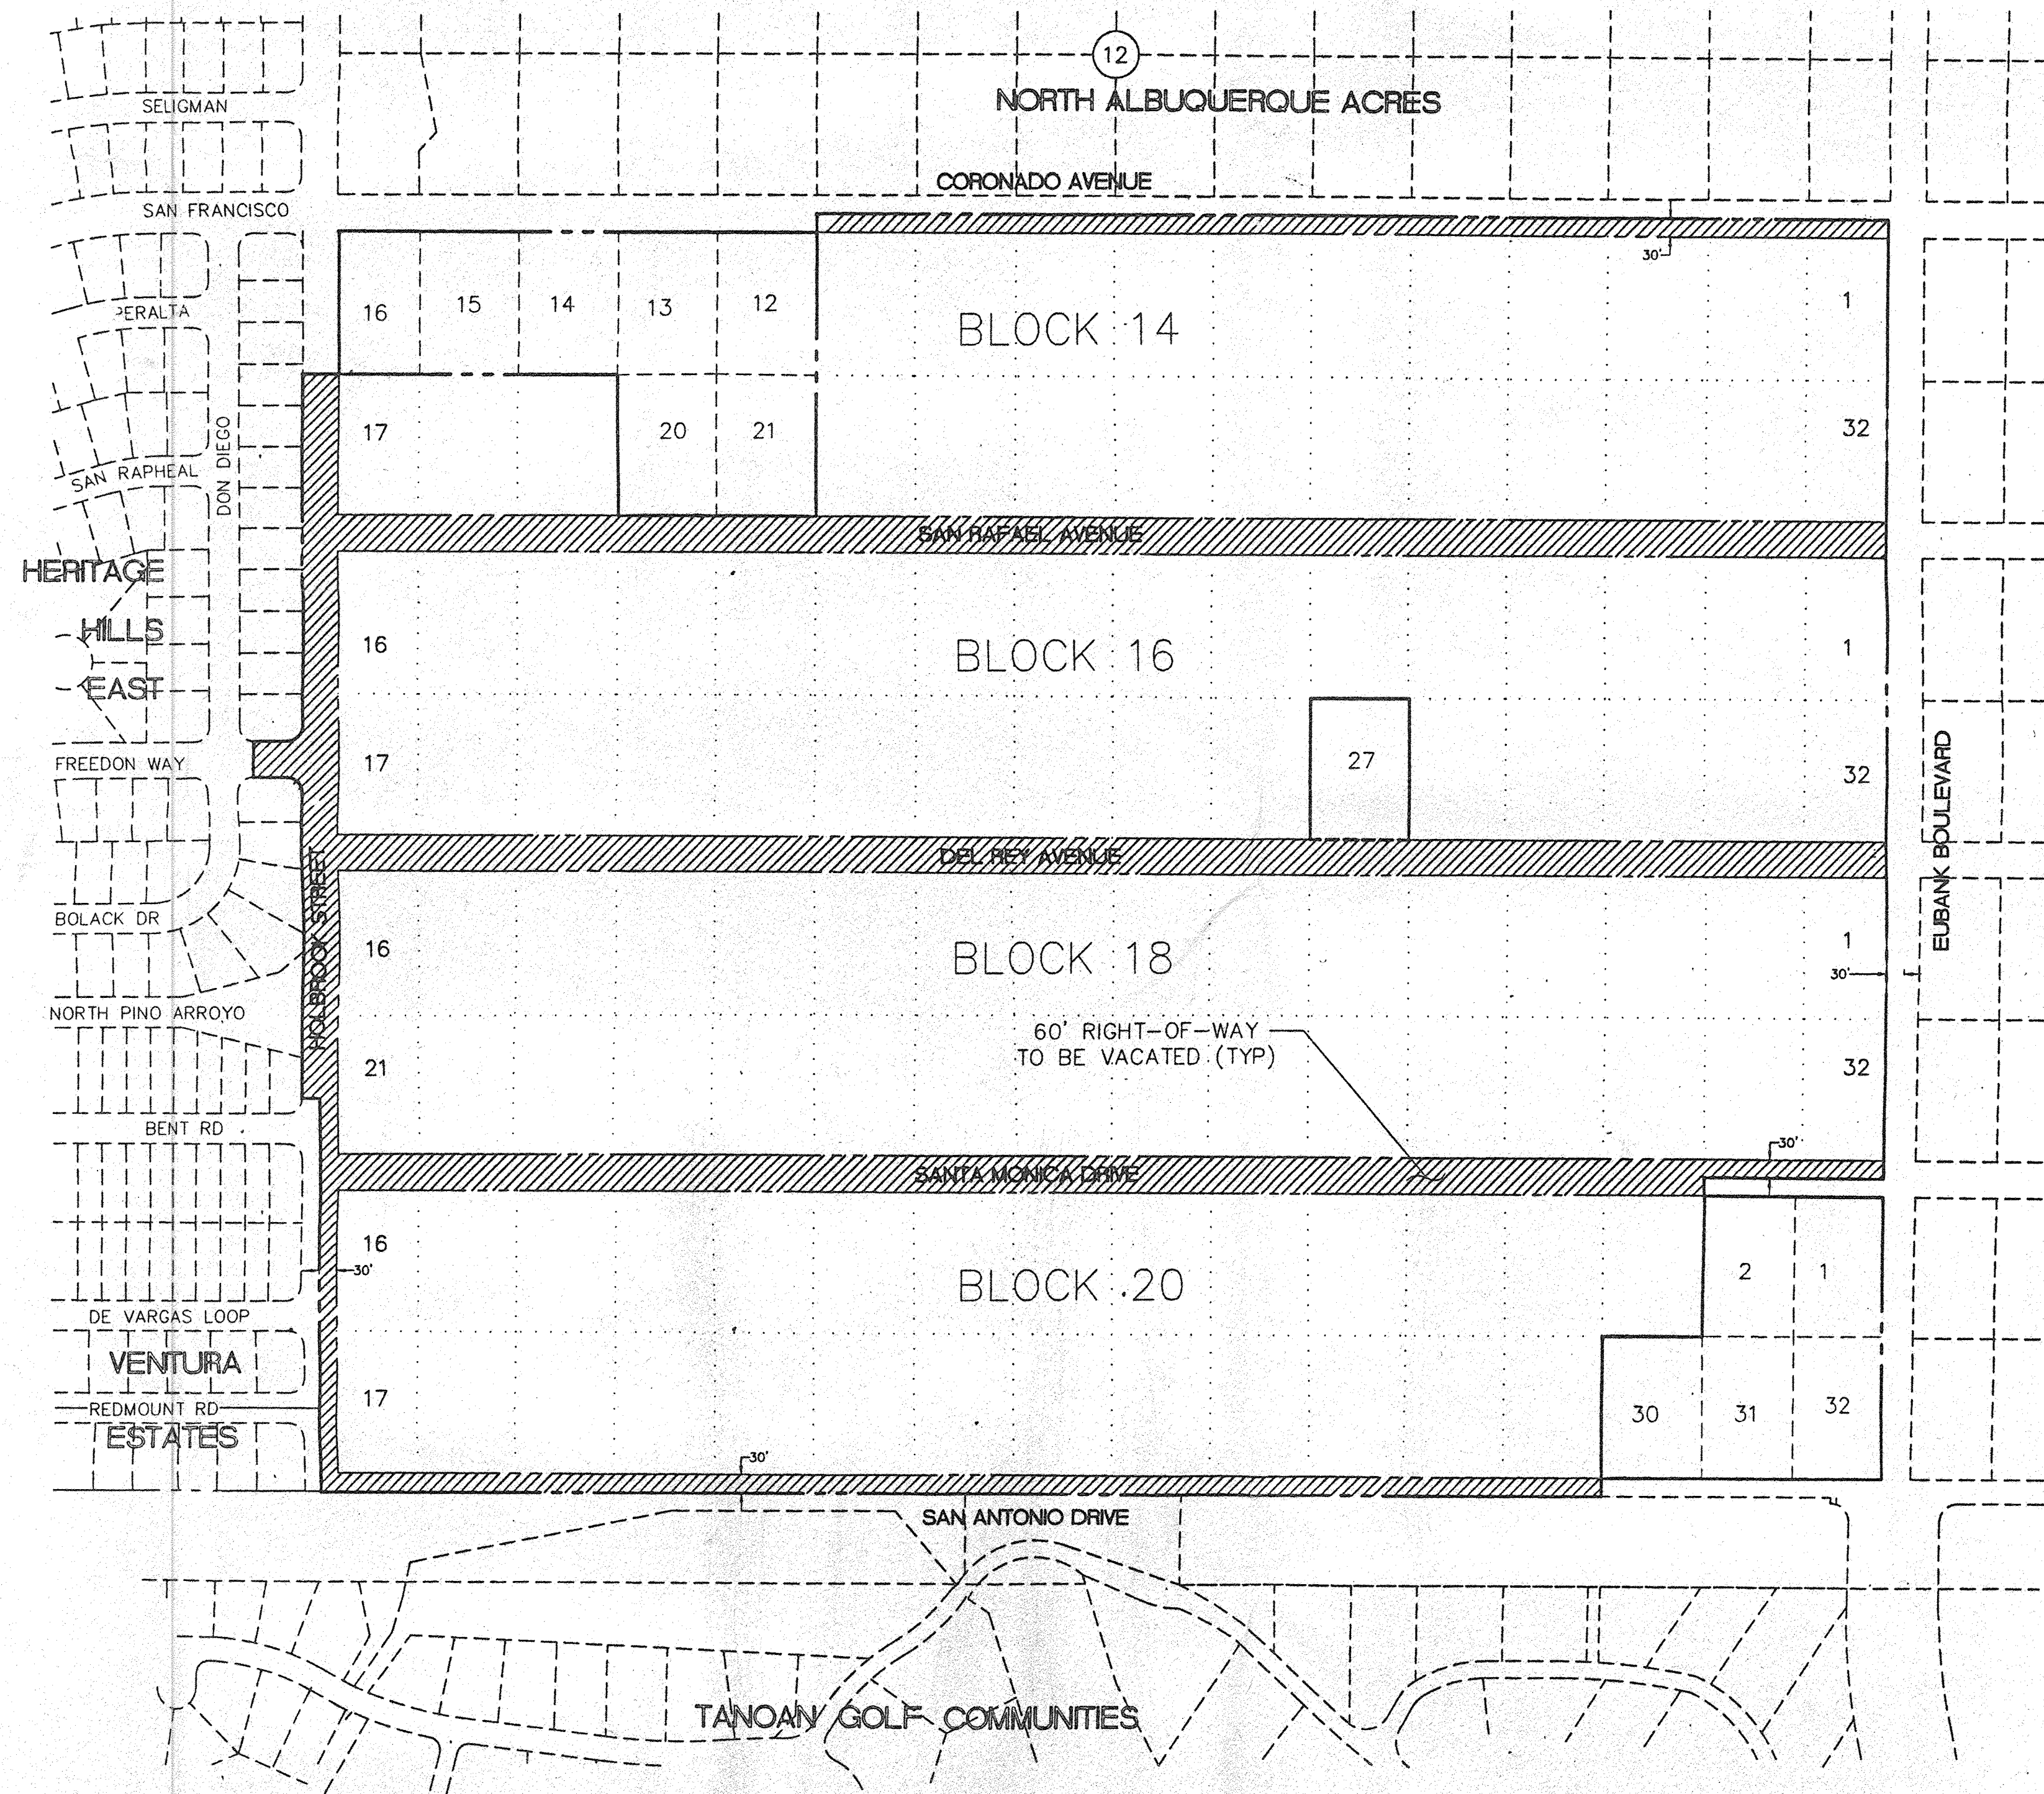 12
NORTH ALBUQUERQUE ACRES
SELIGMAN
CORONADO AVENUE
SAN FRANCISCO
30'
PERALTA
16
15
14
13
12
BLOCK 14
1
17
20
21
32
DON DIEGO
SAN RAPHEAL
SAN RAFAEL AVENUE
HERITAGE
HILLS
EAST
16
BLOCK 16
1
FREEDON WAY
17
27
32
EUBANK BOULEVARD
DEL REY AVENUE
HOLBROOK STREET
BOLACK DR
16
BLOCK 18
1
30'
NORTH PINO ARROYO
60' RIGHT-OF-WAY
TO BE VACATED (TYP)
21
32
BENT RD
30'
SANTA MONICA DRIVE
16
30'
BLOCK 20
2
1
DE VARGAS LOOP
VENTURA
17
REDMOUNT RD
30
31
32
ESTATES
30'
SAN ANTONIO DRIVE
TANOAN GOLF COMMUNITIES